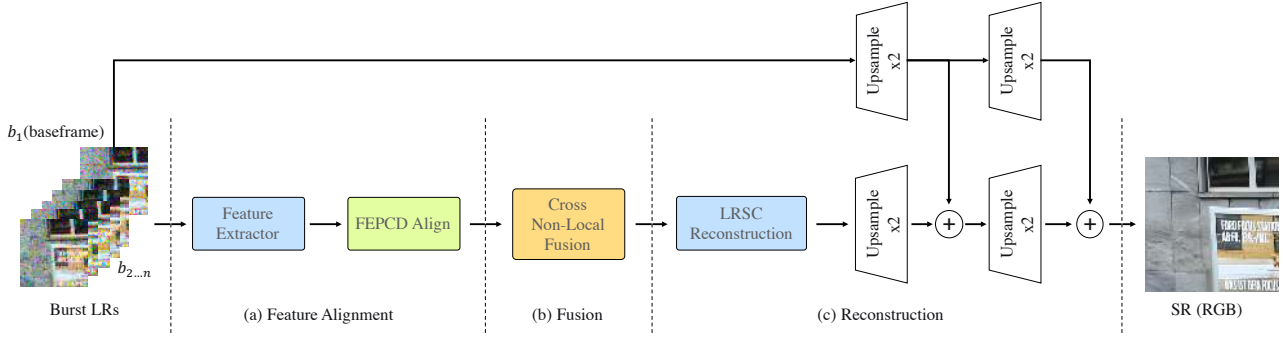 Upsample
x2
Upsample
x2
b₁(baseframe)
Feature
Extractor
FEPCD Align
Cross
Non-Local
Fusion
LRSC
Reconstruction
Upsample
x2
+
Upsample
x2
+
b₂...ₙ
Burst LRs
(a) Feature Alignment
(b) Fusion
(c) Reconstruction
SR (RGB)